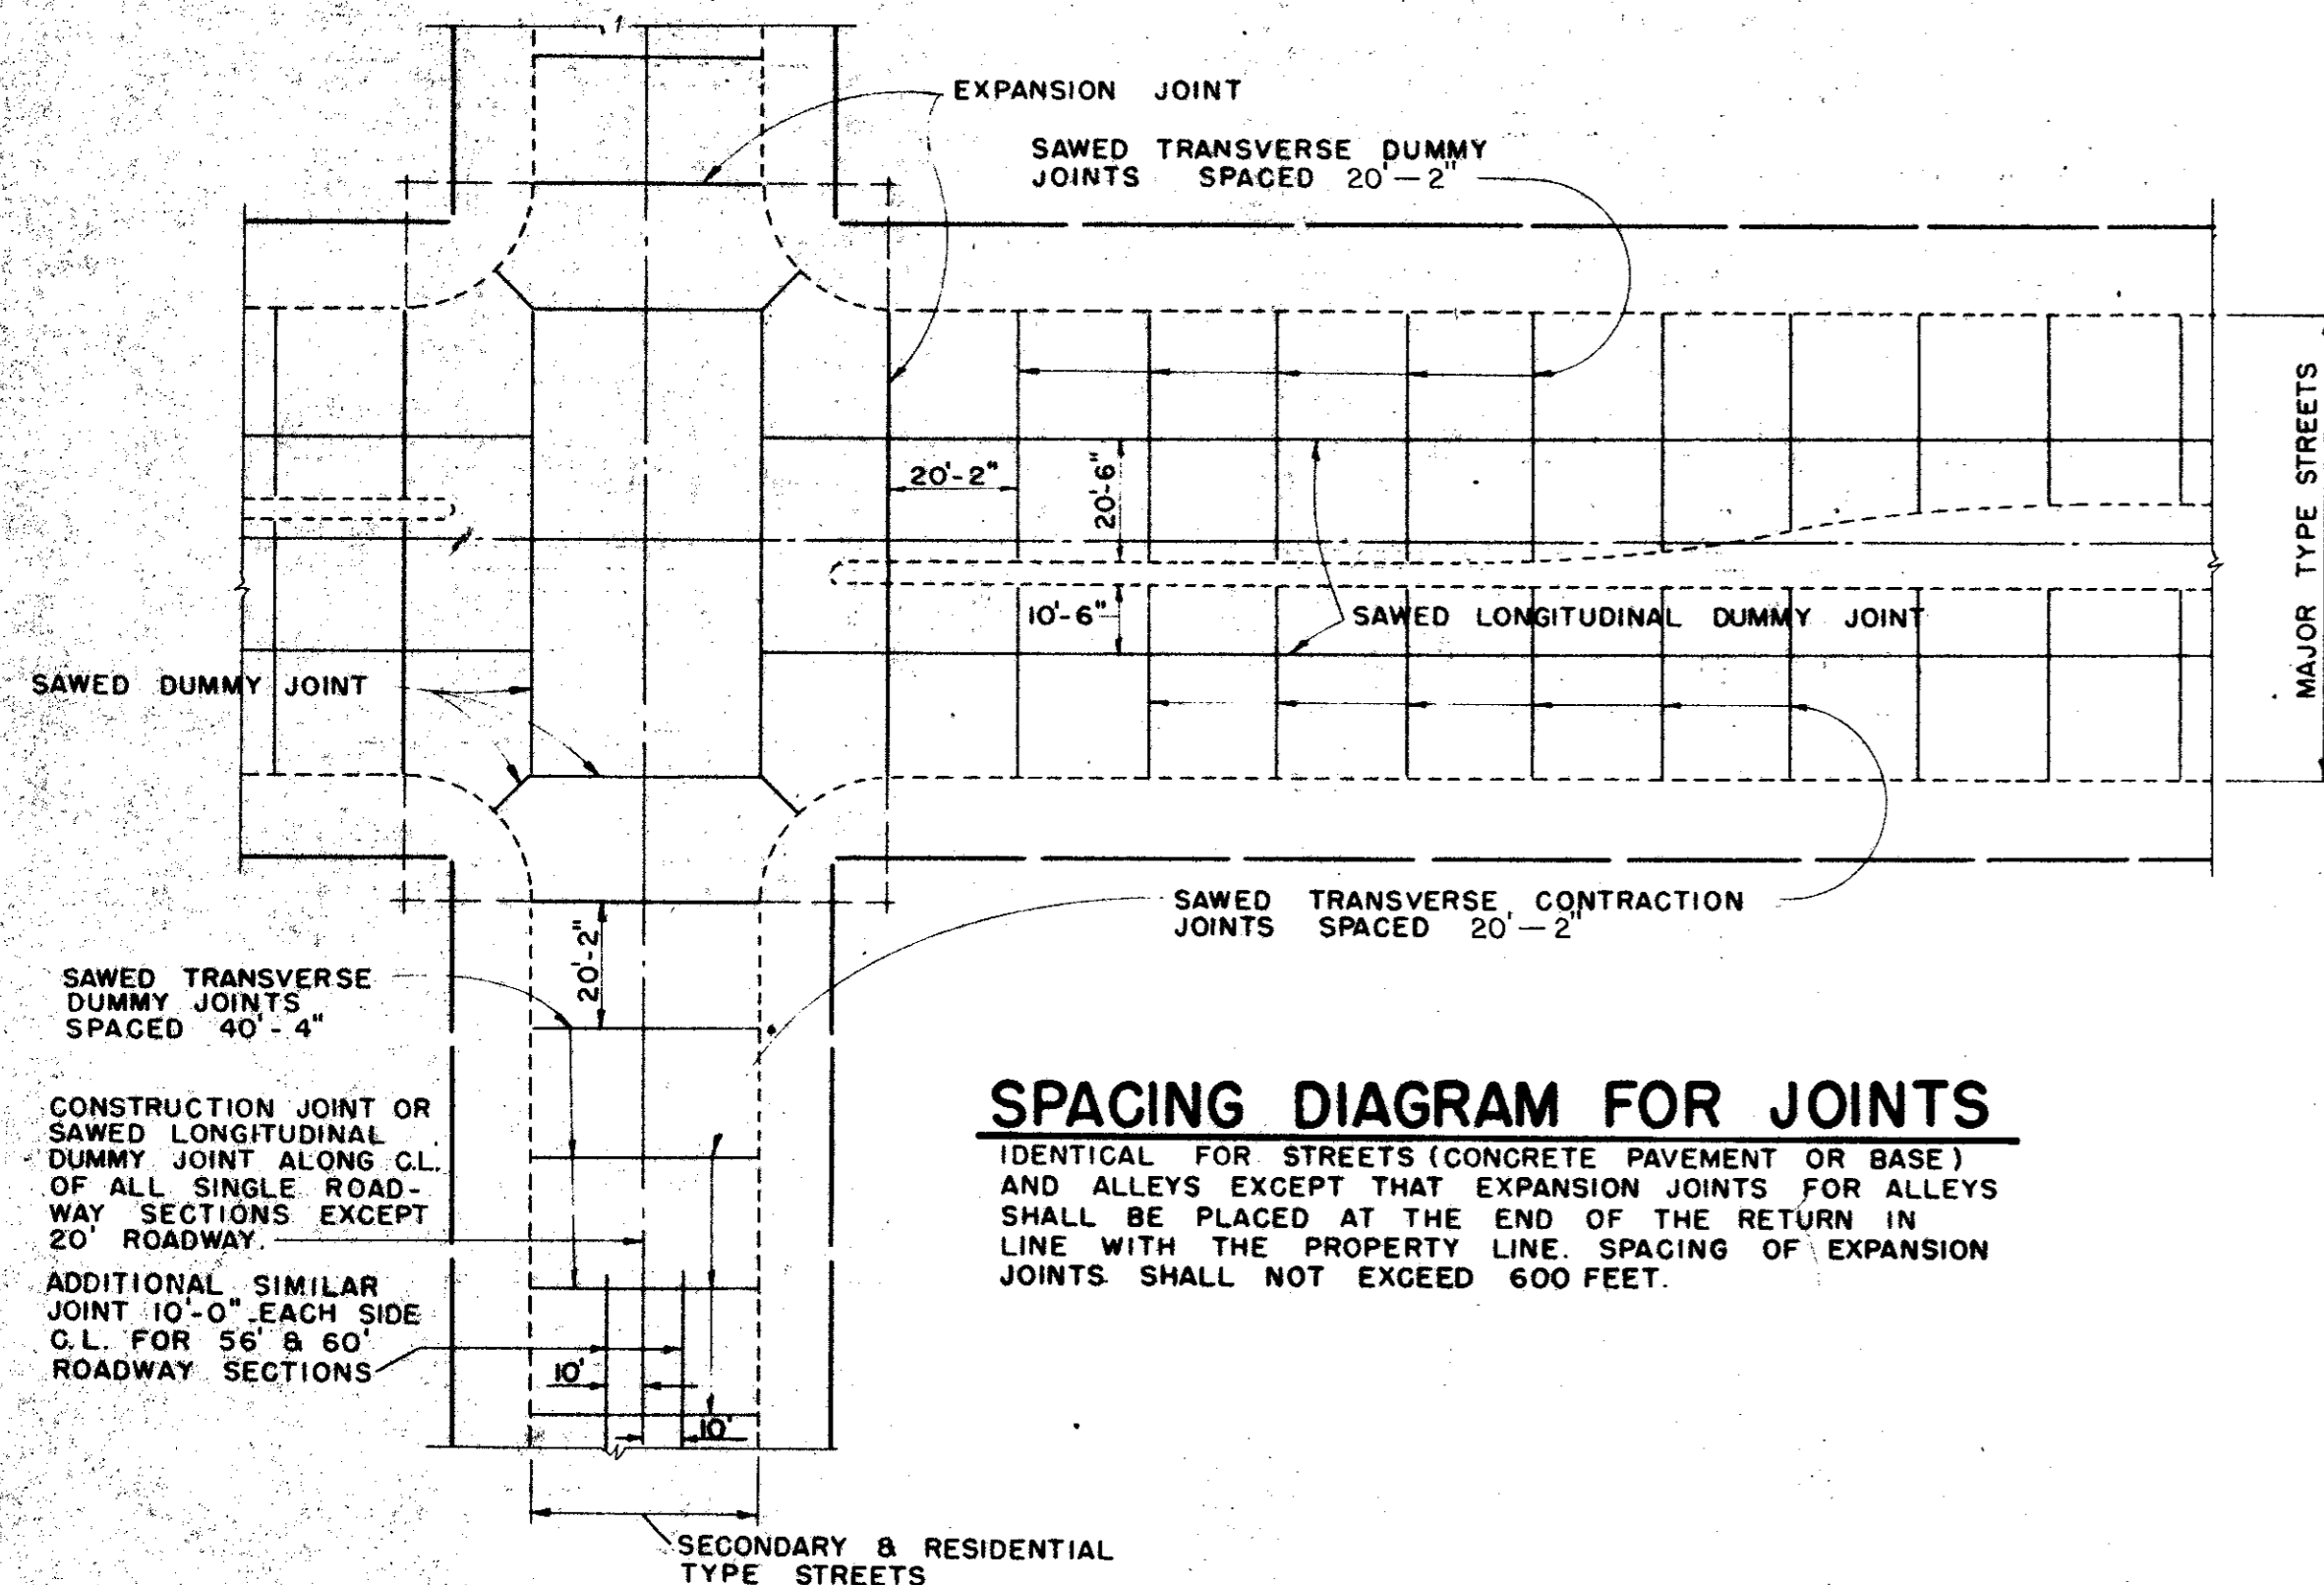 EXPANSION JOINT
SAWED TRANSVERSE DUMMY
JOINTS SPACED 20'—2"
MAJOR TYPE STREETS
20'-2"
20'-6"
10'-6"
SAWED LONGITUDINAL DUMMY JOINT
SAWED DUMMY JOINT
SAWED TRANSVERSE CONTRACTION
JOINTS SPACED 20'—2"
20'-2"
SAWED TRANSVERSE
DUMMY JOINTS
SPACED 40'-4"
CONSTRUCTION JOINT OR
SAWED LONGITUDINAL
DUMMY JOINT ALONG C.L.
OF ALL SINGLE ROAD-
WAY SECTIONS EXCEPT
20' ROADWAY.
ADDITIONAL SIMILAR
JOINT 10'-0" EACH SIDE
C.L. FOR 56' & 60'
ROADWAY SECTIONS
10'
10'
SPACING DIAGRAM FOR JOINTS
IDENTICAL FOR STREETS (CONCRETE PAVEMENT OR BASE)
AND ALLEYS EXCEPT THAT EXPANSION JOINTS FOR ALLEYS
SHALL BE PLACED AT THE END OF THE RETURN IN
LINE WITH THE PROPERTY LINE. SPACING OF EXPANSION
JOINTS SHALL NOT EXCEED 600 FEET.
SECONDARY & RESIDENTIAL
TYPE STREETS